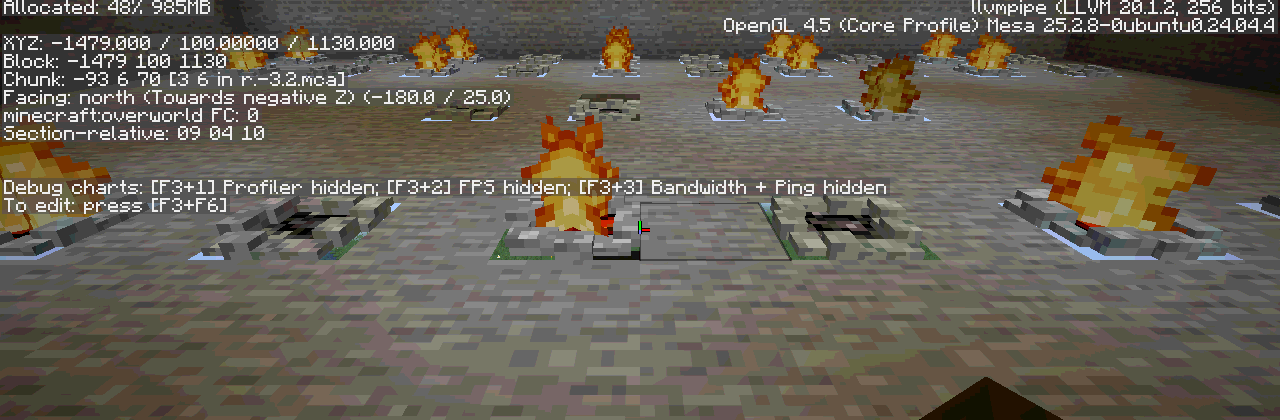 Allocated: 48% 985MB
llvmpipe (LLVM 20.1.2, 256 bits)
OpenGL 4.5 (Core Profile) Mesa 25.2.8-0ubuntu0.24.04.4
XYZ: -1479.000 / 100.00000 / 1130.000
Block: -1479 100 1130
Chunk: -93 6 70 [3 6 in r.-3.2.mca]
Facing: north (Towards negative Z) (-180.0 / 25.0)
minecraft:overworld FC: 0
Section-relative: 09 04 10
Debug charts: [F3+1] Profiler hidden; [F3+2] FPS hidden; [F3+3] Bandwidth + Ping hidden
To edit: press [F3+F6]